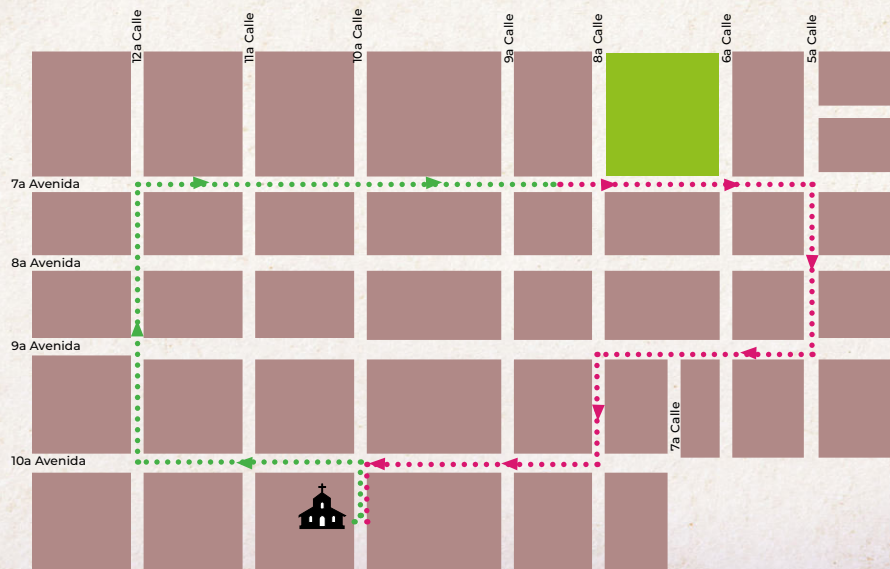 12a Calle
11a Calle
10a Calle
9a Calle
8a Calle
6a Calle
5a Calle
7a Avenida
8a Avenida
9a Avenida
7a Calle
10a Avenida